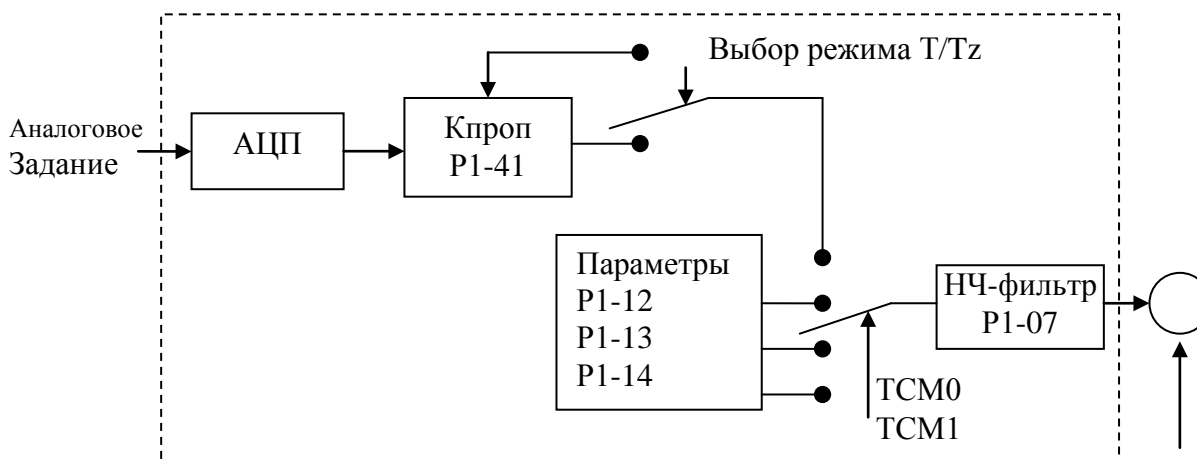 Выбор режима T/Tz
Аналоговое
Задание
АЦП
Кпроп
P1-41
Параметры
P1-12
P1-13
P1-14
НЧ-фильтр
P1-07
TCM0
TCM1